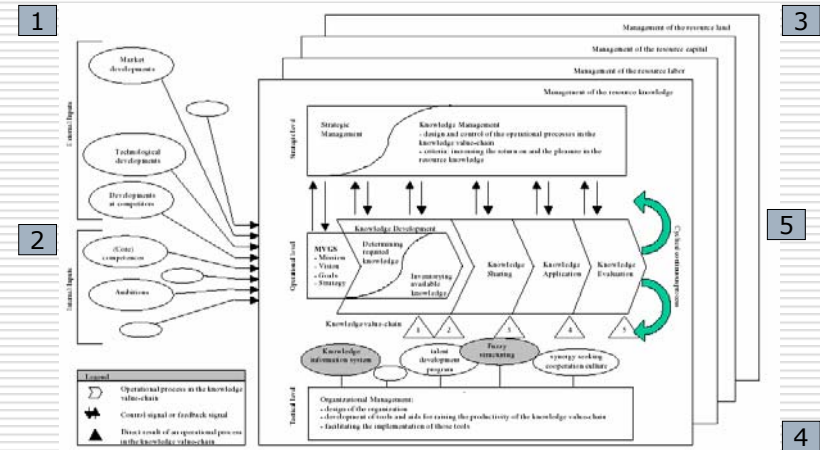 1
3
Management of the resource land
Management of the resource capital
Management of the resource labor
Management of the resource knowledge
External Inputs
Market
developments
Technological
developments
Developments
at competitors
2
Internal Inputs
(Core)
competences
Ambitions
Strategic level
Strategic
Management
Knowledge Management
- design and control of the operational processes in the
knowledge value-chain
- criteria: increasing the return on and the pleasure in the
resource knowledge
Operational level
Knowledge Development
MVGS
- Mission
- Vision
- Goals
- Strategy
Determining
required
knowledge
Inventorying
available
knowledge
Knowledge
Sharing
Knowledge
Application
Knowledge
Evaluation
5
Knowledge value-chain
1
2
3
4
5
Knowledge
information system
talent
development
program
Fuzzy
structuring
synergy seeking
cooperation culture
Tactical Level
Organizational Management:
- design of the organization
- development of tools and aids for raising the productivity of the knowledge value-chain
- facilitating the implementation of those tools
Legend
Operational process in the knowledge
value-chain
Control signal or feedback signal
Direct result of an operational process
in the knowledge value-chain
4